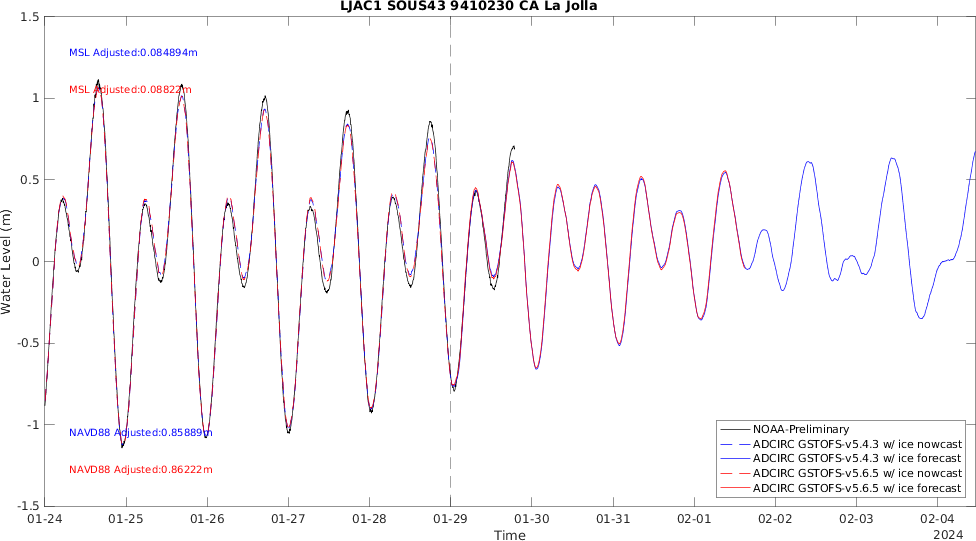 LJAC1 SOUS43 9410230 CA La Jolla
1.5
MSL Adjusted:0.084894m
1
MSL Adjusted:0.08822m
0.5
Water Level (m)
0
-0.5
-1
NAVD88 Adjusted:0.85889m
NAVD88 Adjusted:0.86222m
-1.5
NOAA-Preliminary
ADCIRC GSTOFS-v5.4.3 w/ ice nowcast
ADCIRC GSTOFS-v5.4.3 w/ ice forecast
ADCIRC GSTOFS-v5.6.5 w/ ice nowcast
ADCIRC GSTOFS-v5.6.5 w/ ice forecast
01-24 01-25 01-26 01-27 01-28 01-29 01-30 01-31 02-01 02-02 02-03 02-04
Time
2024